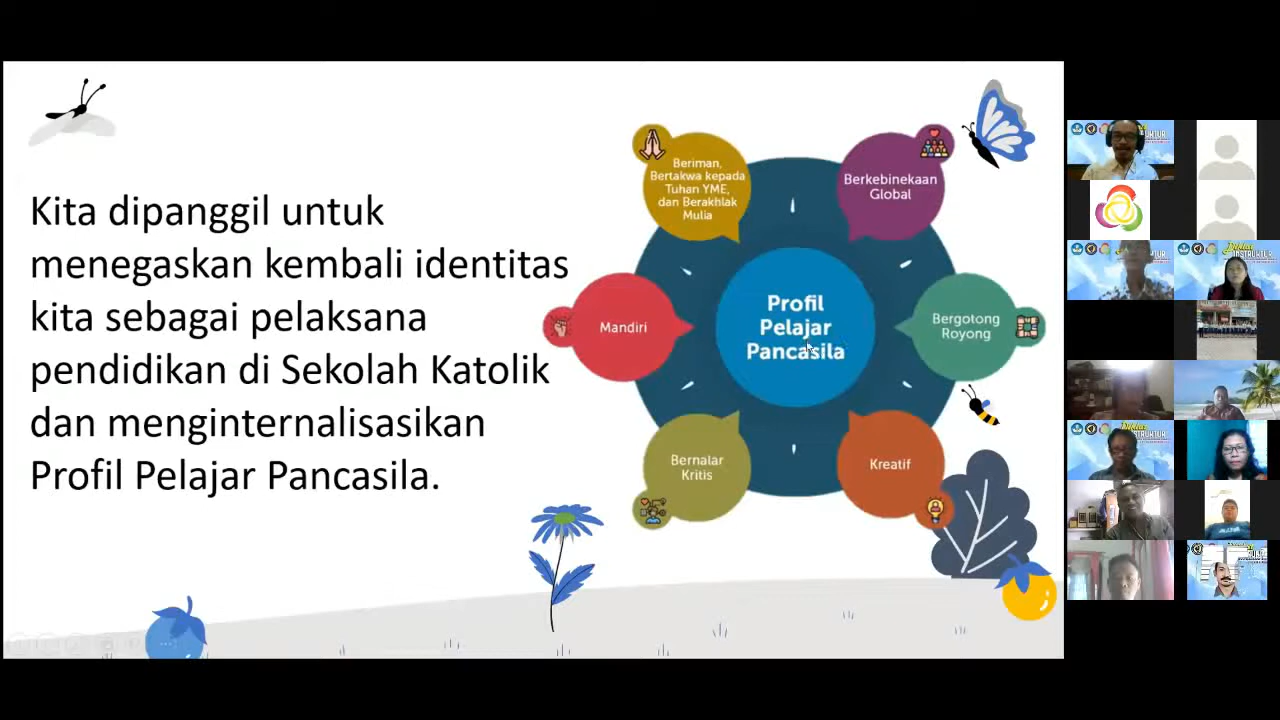 Kita dipanggil untuk
menegaskan kembali identitas
kita sebagai pelaksana
pendidikan di Sekolah Katolik
dan menginternalisasikan
Profil Pelajar Pancasila.
Beriman,
Bertakwa kepada
Tuhan YME,
dan Berakhlak
Mulia
Berkebinekaan
Global
Mandiri
Profil
Pelajar
Pancasila
Bergotong
Royong
Bernalar
Kritis
Kreatif
INSTRUKTUR